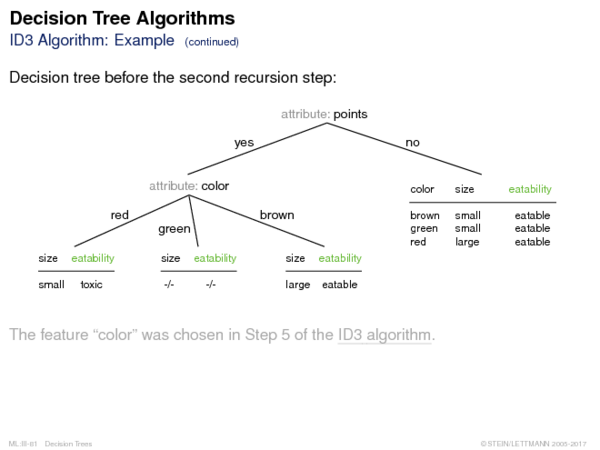 Decision Tree Algorithms
ID3 Algorithm: Example (continued)
Decision tree before the second recursion step:
attribute: points
yes
no
attribute: color
red
green
brown
color size eatability
brown small eatable
green small eatable
red large eatable
size eatability
small toxic
size eatability
-/- -/-
size eatability
large eatable
The feature “color” was chosen in Step 5 of the ID3 algorithm.
ML:III-61 Decision Trees
© STEIN/LETTMANN 2005-2017